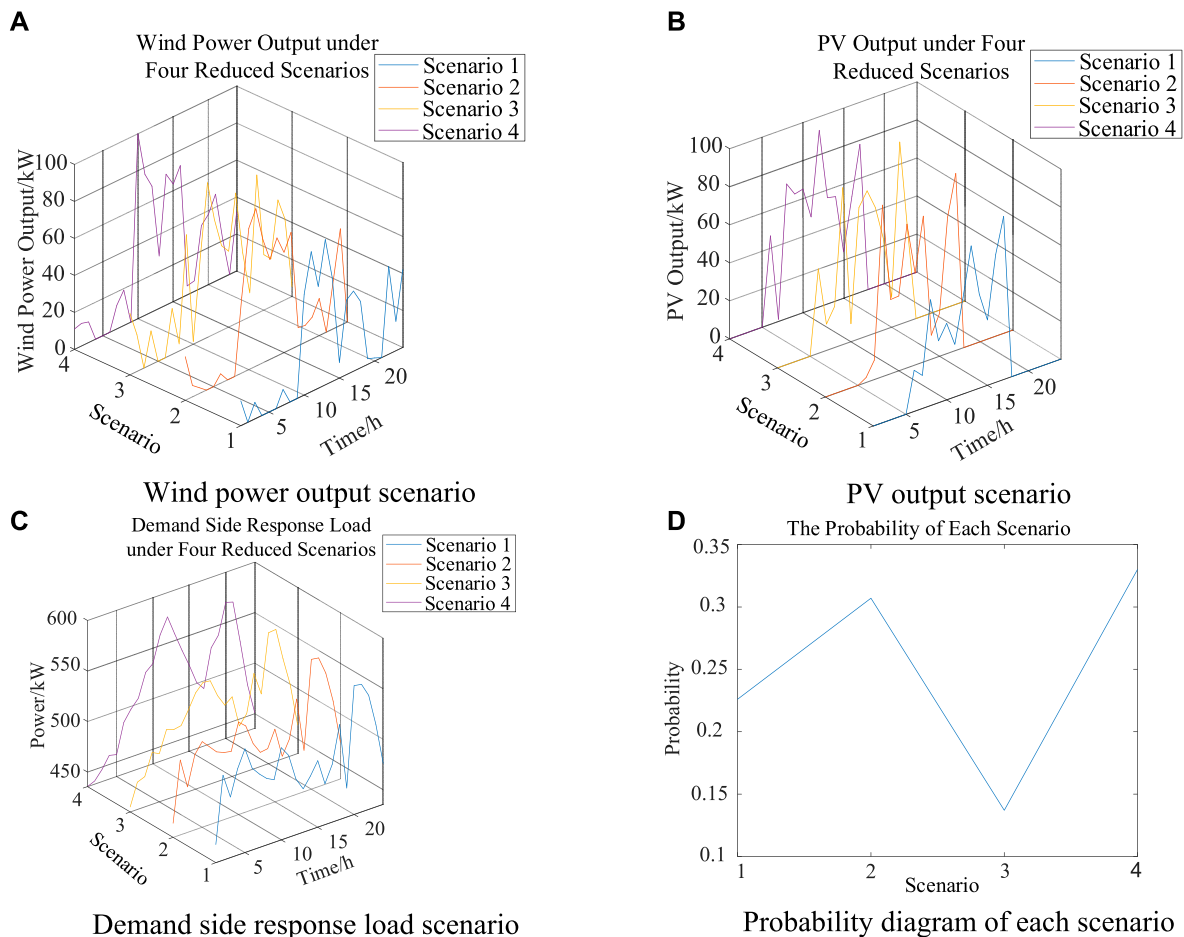 A
Wind Power Output under
Four Reduced Scenarios
Scenario 1
Scenario 2
Scenario 3
Scenario 4
Wind Power Output/kW
100
80
60
40
20
0
4
3
2
1
Scenario
5
10
15
20
Time/h
Wind power output scenario
B
PV Output under Four
Reduced Scenarios
Scenario 1
Scenario 2
Scenario 3
Scenario 4
PV Output/kW
100
80
60
40
20
0
4
3
2
1
Scenario
5
10
15
20
Time/h
PV output scenario
C
Demand Side Response Load
under Four Reduced Scenarios
Scenario 1
Scenario 2
Scenario 3
Scenario 4
Power/kW
600
550
500
450
4
3
2
1
Scenario
5
10
15
20
Time/h
Demand side response load scenario
D
The Probability of Each Scenario
Probability
0.35
0.3
0.25
0.2
0.15
0.1
1
2
3
4
Scenario
Probability diagram of each scenario